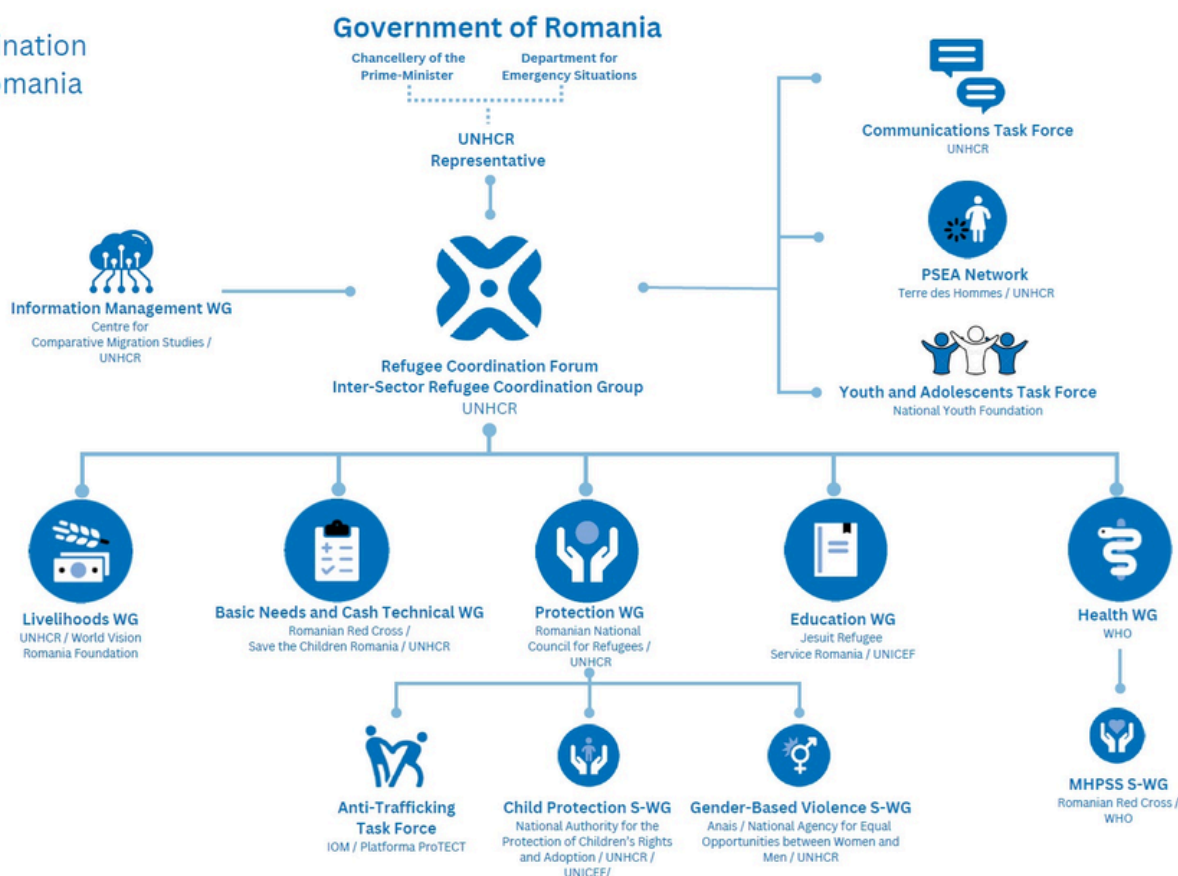 Government of Romania
Chancellery of the
Prime-Minister
Department for
Emergency Situations
UNHCR
Representative
Information Management WG
Centre for
Comparative Migration Studies /
UNHCR
Refugee Coordination Forum
Inter-Sector Refugee Coordination Group
UNHCR
Communications Task Force
UNHCR
PSEA Network
Terre des Hommes / UNHCR
Youth and Adolescents Task Force
National Youth Foundation
Livelihoods WG
UNHCR / World Vision
Romania Foundation
Basic Needs and Cash Technical WG
Romanian Red Cross /
Save the Children Romania / UNHCR
Protection WG
Romanian National
Council for Refugees /
UNHCR
Education WG
Jesuit Refugee
Service Romania / UNICEF
Health WG
WHO
Anti-Trafficking
Task Force
IOM / Platforma ProTECT
Child Protection S-WG
National Authority for the
Protection of Children's Rights
and Adoption / UNHCR /
UNICEF/
Gender-Based Violence S-WG
Anais / National Agency for Equal
Opportunities between Women and
Men / UNHCR
MHPSS S-WG
Romanian Red Cross /
WHO